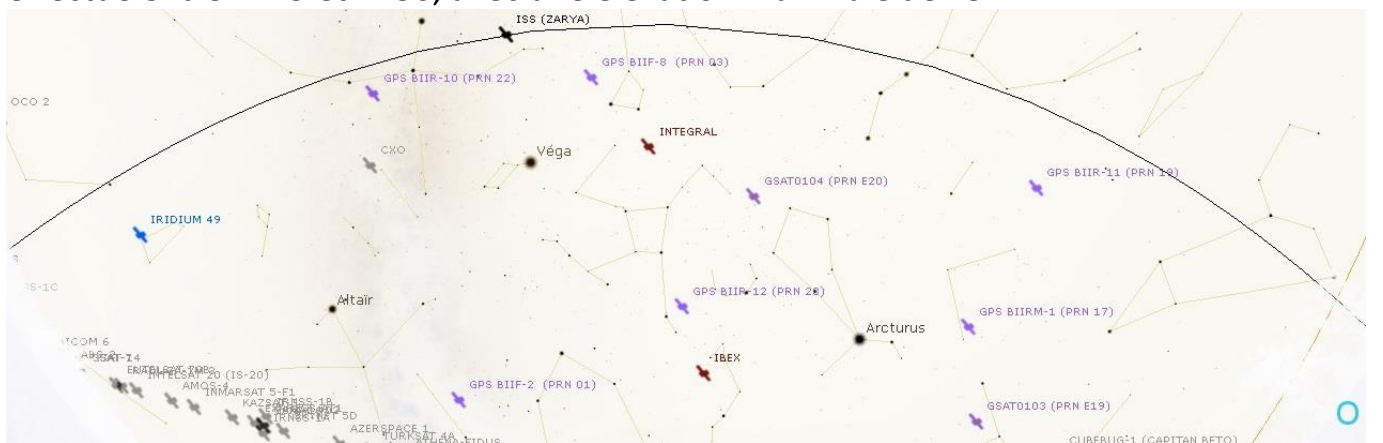 ISS (ZARYA)
GPS BIIF-8 (PRN 03)
GPS BIIR-10 (PRN 22)
OCO 2
INTEGRAL
CXO
Véga
GPS BIIR-11 (PRN 19)
GSAT0104 (PRN E20)
IRIDIUM 49
GPS BIIR-12 (PRN 23)
Altaïr
GPS BIIRM-1 (PRN 17)
Arcturus
IBEX
INTELSAT 20 (IS-20)
AMOS-4
GPS BIIF-2 (PRN 01)
INMARSAT 5-F1
GSAT0103 (PRN E19)
O
AZERSPACE 1
TURKSAT 4A
CUBEBUG-1 (CAPITAN BETO)